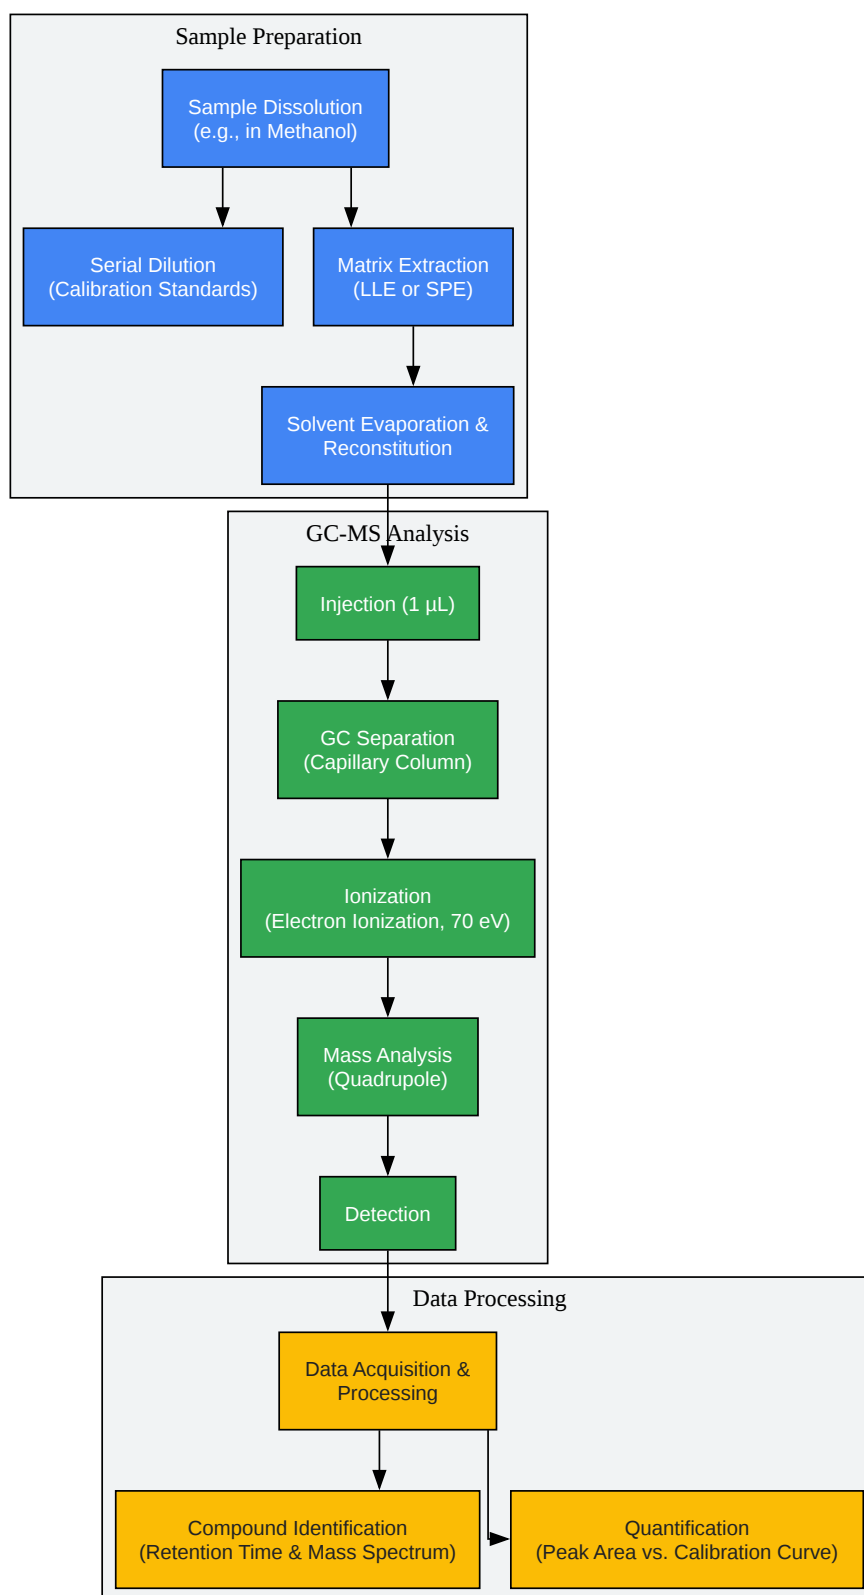 Sample Preparation
Sample Dissolution
(e.g., in Methanol)
Serial Dilution
(Calibration Standards)
Matrix Extraction
(LLE or SPE)
Solvent Evaporation &
Reconstitution
GC-MS Analysis
Injection (1 µL)
GC Separation
(Capillary Column)
Ionization
(Electron Ionization, 70 eV)
Mass Analysis
(Quadrupole)
Detection
Data Processing
Data Acquisition &
Processing
Compound Identification
(Retention Time & Mass Spectrum)
Quantification
(Peak Area vs. Calibration Curve)